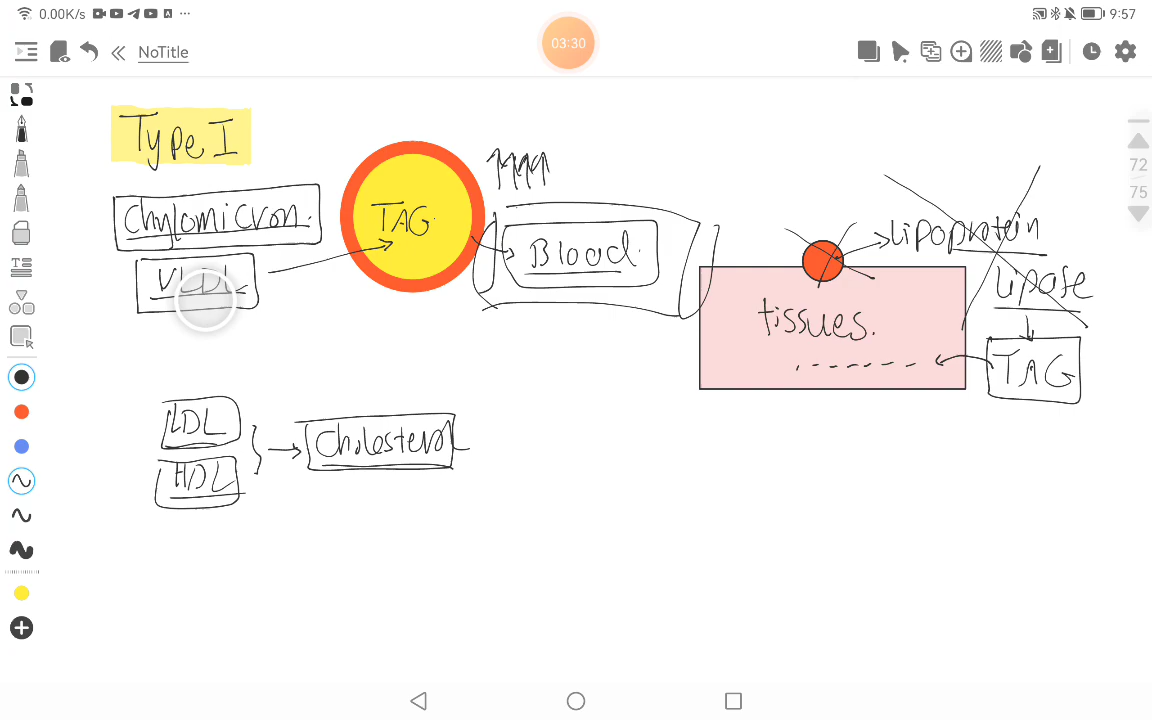 0.00K/s A ··· 9:57
03:30
NoTitle
Type I
Chylomicron.
VLDL
TAG.
Blood.
Lipoprotein
Lipase
TAG
tissues.
LDL
HDL
Cholesterol
72
75